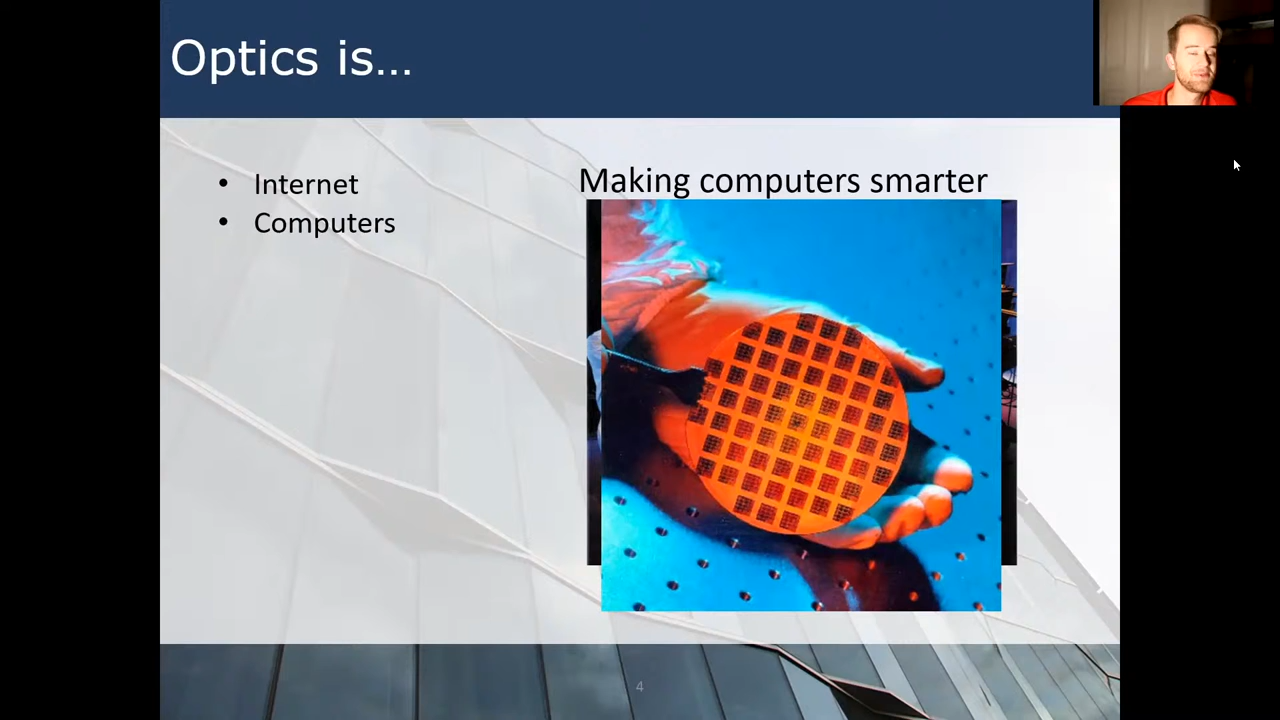 Optics is...
• Internet
• Computers
Making computers smarter
4